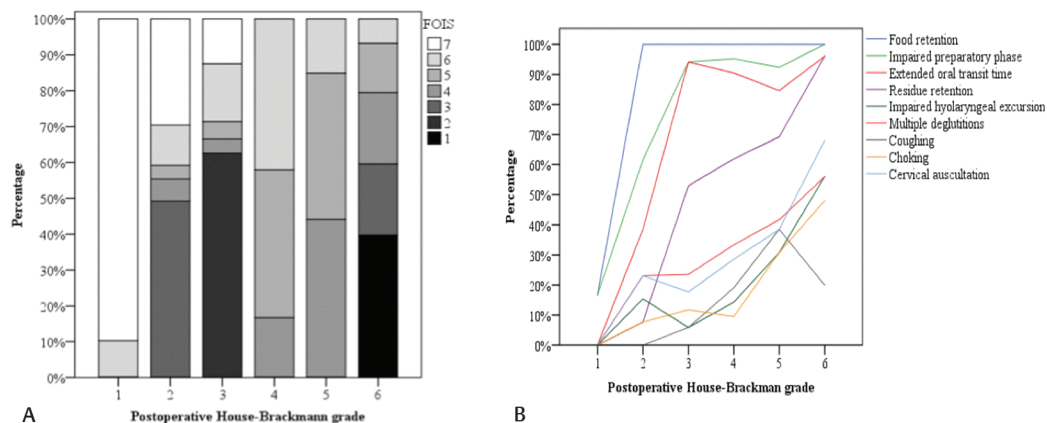 FOIS
7
6
5
4
3
2
1
100%
90%
80%
70%
60%
50%
40%
30%
20%
10%
0%
Percentage
1 2 3 4 5 6
Postoperative House-Brackmann grade
A
100%
90%
80%
70%
60%
50%
40%
30%
20%
10%
0%
Percentage
1 2 3 4 5 6
Postoperative House-Brackman grade
B
Food retention
Impaired preparatory phase
Extended oral transit time
Residue retention
Impaired hyolaryngeal excursion
Multiple deglutitions
Coughing
Choking
Cervical auscultation